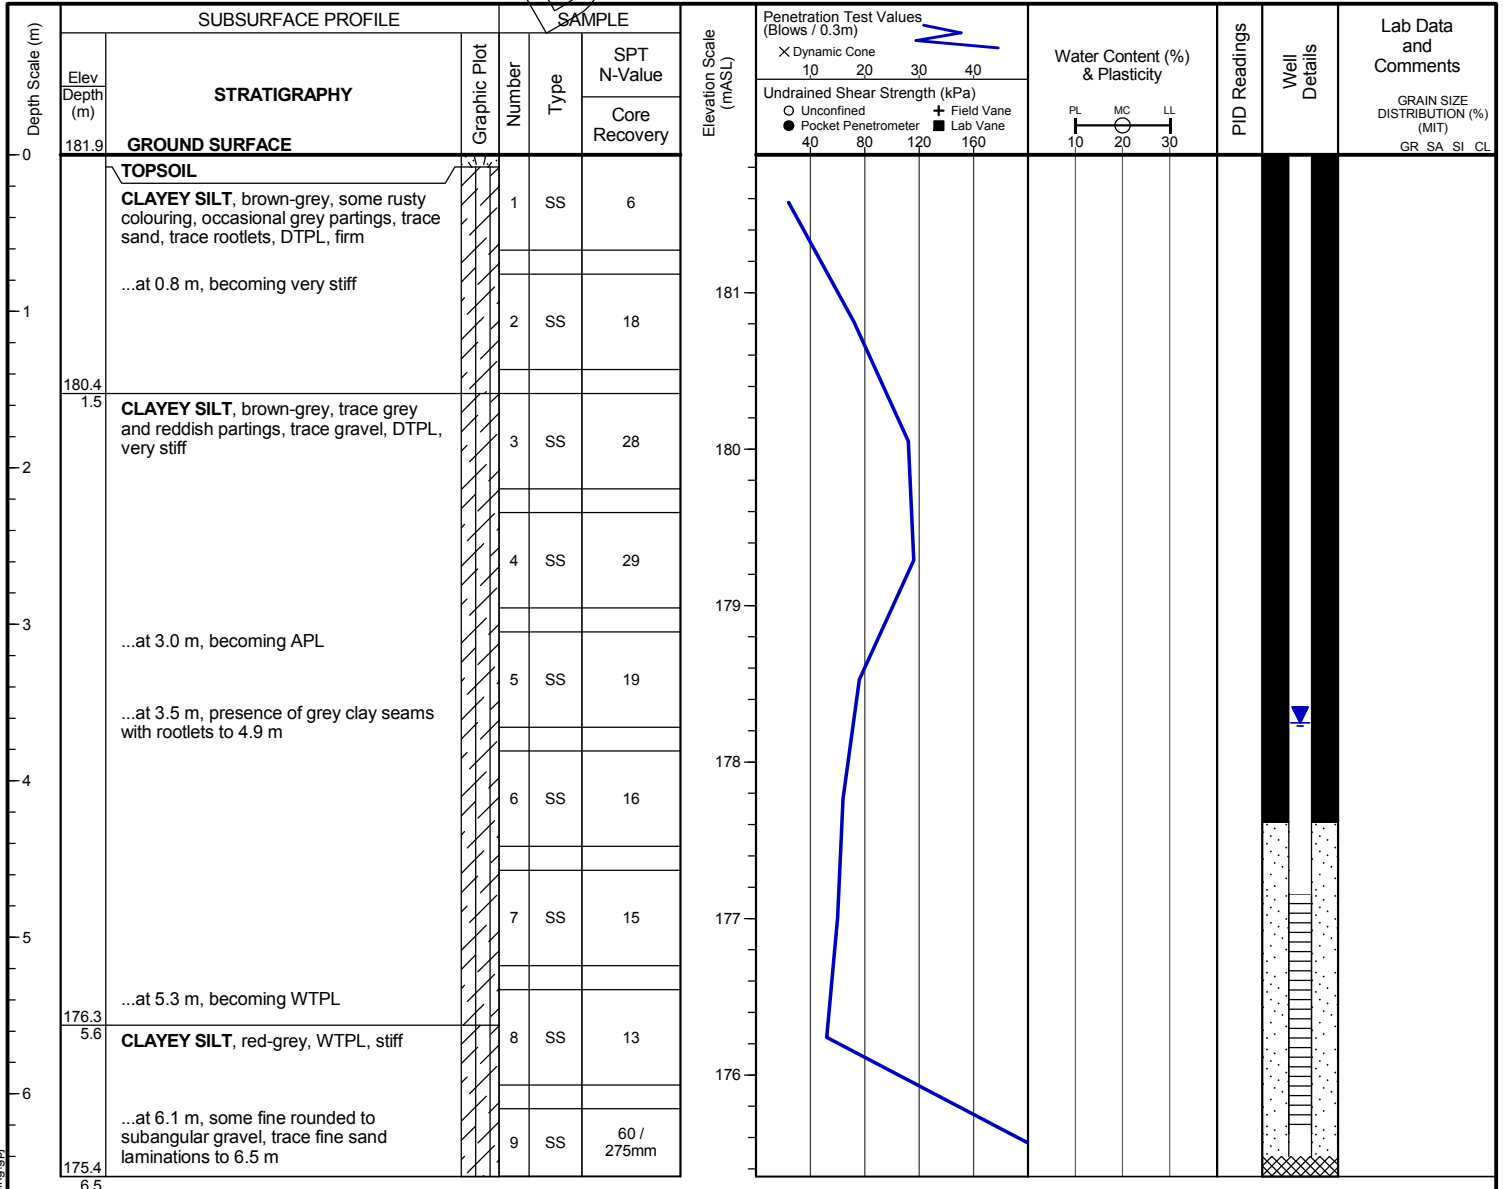 SUBSURFACE PROFILE
SAMPLE
Depth Scale (m)
Elev
Depth
(m)
STRATIGRAPHY
Graphic Plot
Number
Type
SPT
N-Value
Core
Recovery
Elevation Scale
(mASL)
Penetration Test Values
(Blows / 0.3m)
Dynamic Cone
10 20 30 40
Undrained Shear Strength (kPa)
Unconfined Field Vane
Pocket Penetrometer Lab Vane
40 80 120 160
Water Content (%)
& Plasticity
PL MC LL
10 20 30
PID Readings
Well
Details
Lab Data
and
Comments
GRAIN SIZE
DISTRIBUTION (%)
(MIT)
GR SA SI CL
181.9 GROUND SURFACE
0
TOPSOIL
CLAYEY SILT, brown-grey, some rusty
colouring, occasional grey partings, trace
sand, trace rootlets, DTPL, firm
1 SS 6
...at 0.8 m, becoming very stiff
181
1
2 SS 18
180.4
1.5
CLAYEY SILT, brown-grey, trace grey
and reddish partings, trace gravel, DTPL,
very stiff
3 SS 28
180
2
4 SS 29
179
3
...at 3.0 m, becoming APL
5 SS 19
...at 3.5 m, presence of grey clay seams
with rootlets to 4.9 m
178
4
6 SS 16
7 SS 15
177
5
...at 5.3 m, becoming WTPL
176.3
5.6
CLAYEY SILT, red-grey, WTPL, stiff
8 SS 13
176
6
...at 6.1 m, some fine rounded to
subangular gravel, trace fine sand
laminations to 6.5 m
9 SS 60 /
275mm
175.4
6.5